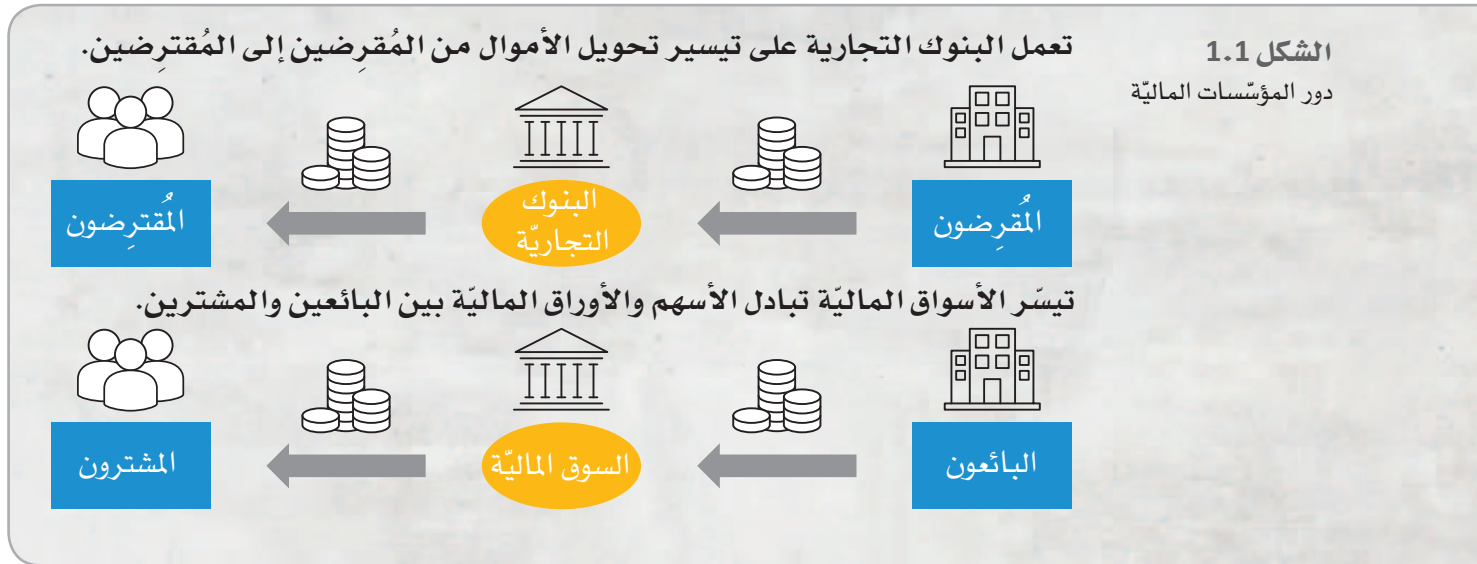 الشكل 1.1
دور المؤسّسات الماليّة
تعمل البنوك التجارية على تيسير تحويل الأموال من المُقرِضين إلى المُقترِضين.
المُقرِضون
البنوك
التجاريّة
المُقترِضون
تيسّر الأسواق الماليّة تبادل الأسهم والأوراق الماليّة بين البائعين والمشترين.
البائعون
السوق الماليّة
المشترون